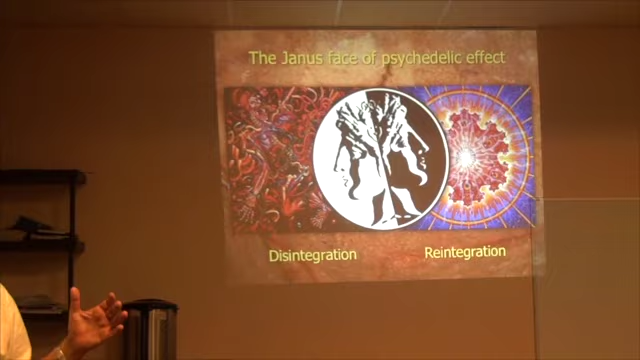 The Janus face of psychedelic effect
Disintegration
Reintegration